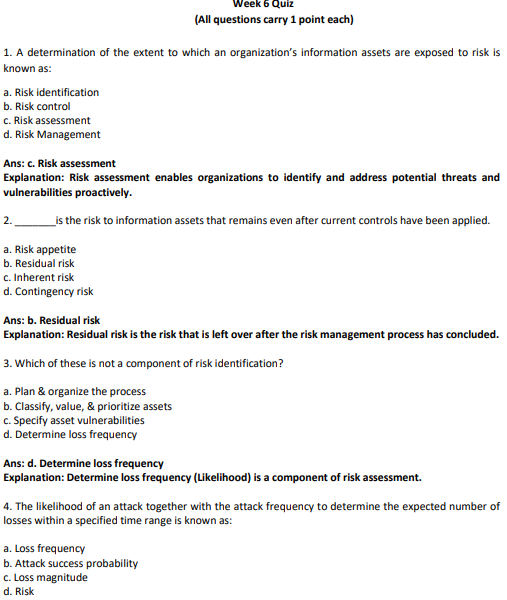 Week 6 Quiz
(All questions carry 1 point each)
1. A determination of the extent to which an organization's information assets are exposed to risk is
known as:
a. Risk identification
b. Risk control
c. Risk assessment
d. Risk Management
Ans: c. Risk assessment
Explanation: Risk assessment enables organizations to identify and address potential threats and
vulnerabilities proactively.
2. _______is the risk to information assets that remains even after current controls have been applied.
a. Risk appetite
b. Residual risk
c. Inherent risk
d. Contingency risk
Ans: b. Residual risk
Explanation: Residual risk is the risk that is left over after the risk management process has concluded.
3. Which of these is not a component of risk identification?
a. Plan & organize the process
b. Classify, value, & prioritize assets
c. Specify asset vulnerabilities
d. Determine loss frequency
Ans: d. Determine loss frequency
Explanation: Determine loss frequency (Likelihood) is a component of risk assessment.
4. The likelihood of an attack together with the attack frequency to determine the expected number of
losses within a specified time range is known as:
a. Loss frequency
b. Attack success probability
c. Loss magnitude
d. Risk